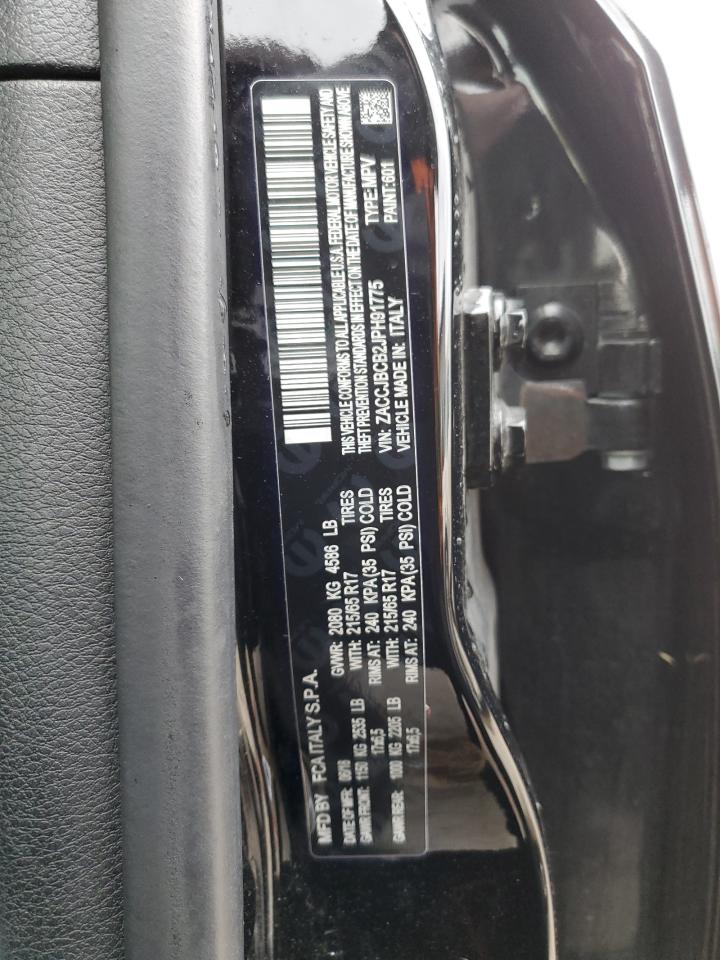 MFD BY FCA ITALY S.P.A.
DATE OF MFR: 06/18 GVWR: 2080 KG 4586 LB
GAWR FRONT: 1150 KG 2535 LB WITH: 215/65 R17 TIRES
17x6,5 RIMS AT: 240 KPA(35 PSI) COLD
GAWR REAR: 1000 KG 2205 LB WITH: 215/65 R17 TIRES
17x6,5 RIMS AT: 240 KPA(35 PSI) COLD
THIS VEHICLE CONFORMS TO ALL APPLICABLE U.S.A. FEDERAL MOTOR VEHICLE SAFETY AND
THEFT PREVENTION STANDARDS IN EFFECT ON THE DATE OF MANUFACTURE SHOWN ABOVE
VIN: ZACCJBCB2JPH91775 TYPE:MPV
VEHICLE MADE IN: ITALY PAINT:601